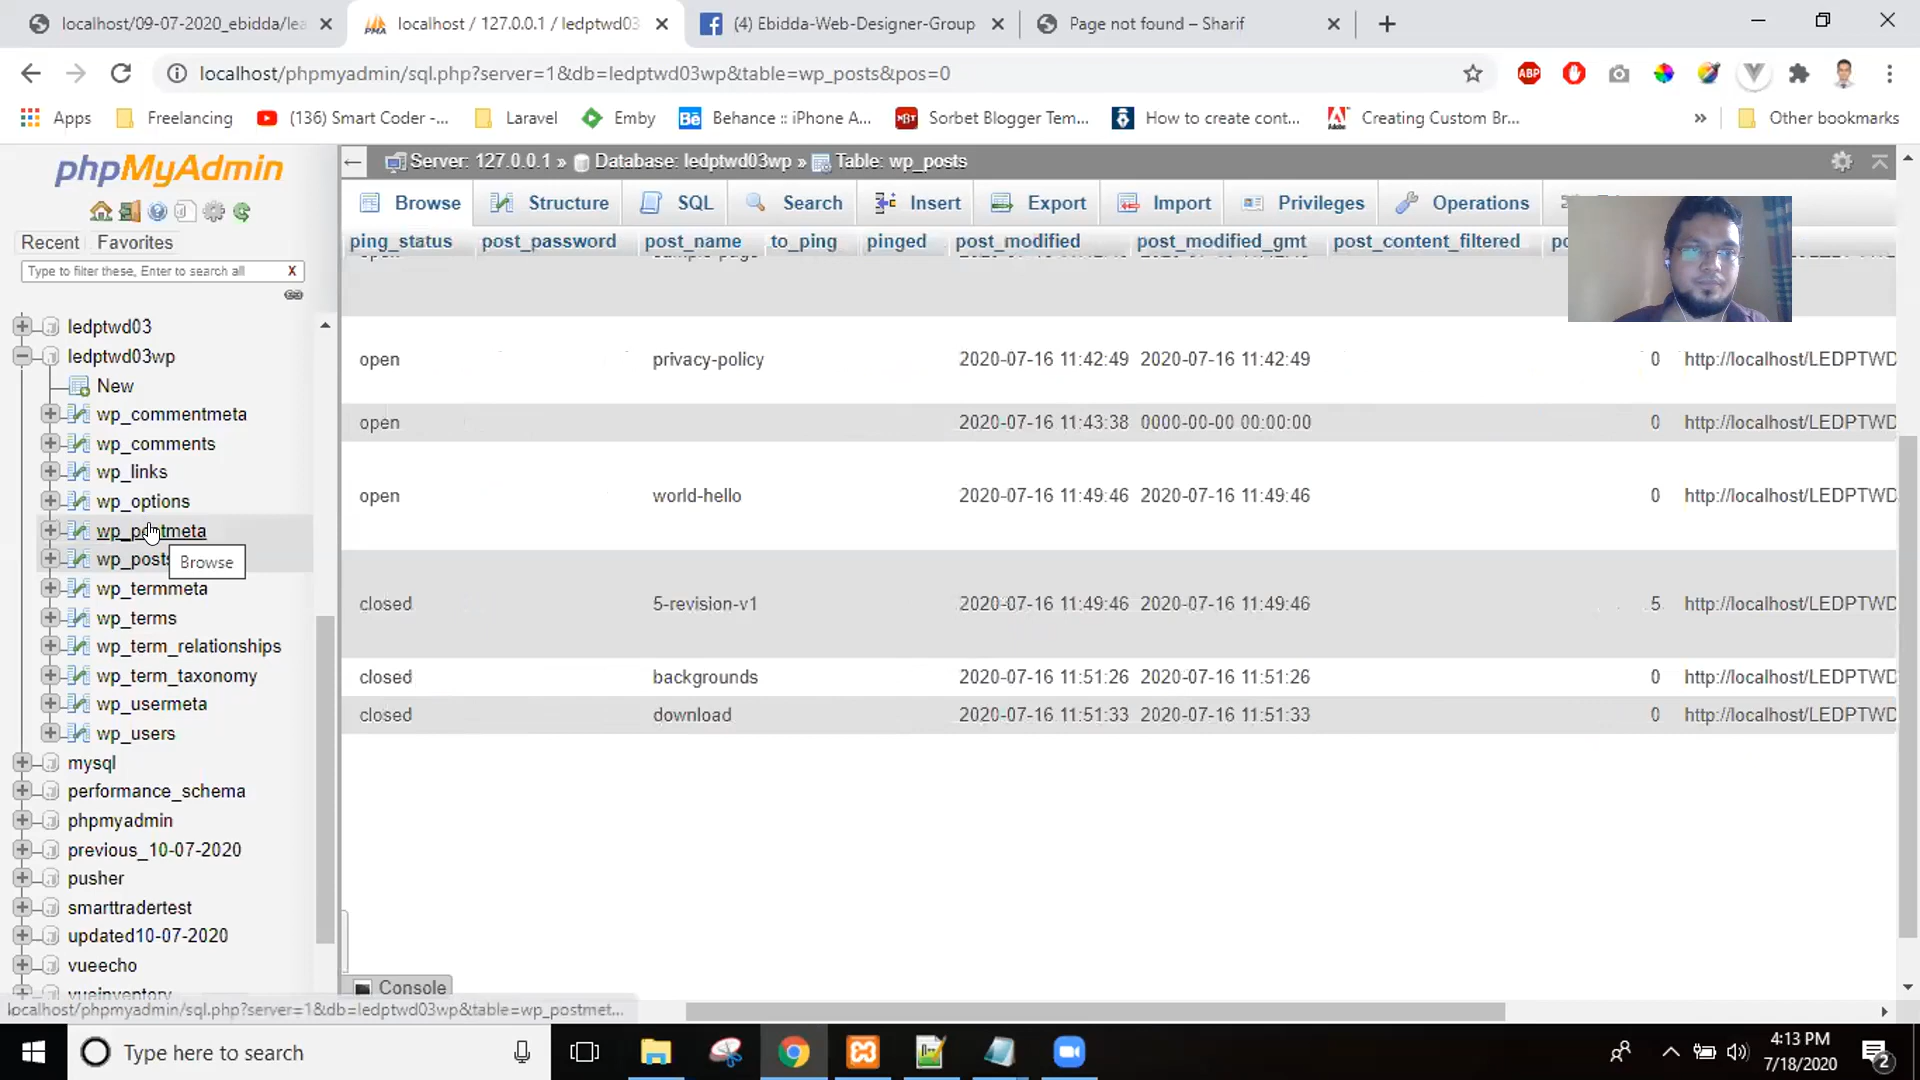 localhost/09-07-2020_ebidda/lea
localhost / 127.0.0.1 / ledptwd03
(4) Ebidda-Web-Designer-Group
Page not found – Sharif
localhost/phpmyadmin/sql.php?server=1&db=ledptwd03wp&table=wp_posts&pos=0
ABP
Apps
Freelancing
(136) Smart Coder -...
Laravel
Emby
Behance :: iPhone A...
Sorbet Blogger Tem...
How to create cont...
Creating Custom Br...
»
Other bookmarks
phpMyAdmin
Server: 127.0.0.1 » Database: ledptwd03wp » Table: wp_posts
Browse
Structure
SQL
Search
Insert
Export
Import
Privileges
Operations
Recent
Favorites
Type to filter these, Enter to search all
X
ledptwd03
ledptwd03wp
New
wp_commentmeta
wp_comments
wp_links
wp_options
wp_postmeta
wp_posts
Browse
wp_termmeta
wp_terms
wp_term_relationships
wp_term_taxonomy
wp_usermeta
wp_users
mysql
performance_schema
phpmyadmin
previous_10-07-2020
pusher
smarttradertest
updated10-07-2020
vueecho
vueinventory
ping_status post_password post_name to_ping pinged post_modified post_modified_gmt post_content_filtered
open sample-page
open privacy-policy 2020-07-16 11:42:49 2020-07-16 11:42:49 0 http://localhost/LEDPTWD
open 2020-07-16 11:43:38 0000-00-00 00:00:00 0 http://localhost/LEDPTWD
open world-hello 2020-07-16 11:49:46 2020-07-16 11:49:46 0 http://localhost/LEDPTWD
closed 5-revision-v1 2020-07-16 11:49:46 2020-07-16 11:49:46 5 http://localhost/LEDPTWD
closed backgrounds 2020-07-16 11:51:26 2020-07-16 11:51:26 0 http://localhost/LEDPTWD
closed download 2020-07-16 11:51:33 2020-07-16 11:51:33 0 http://localhost/LEDPTWD
Console
localhost/phpmyadmin/sql.php?server=1&db=ledptwd03wp&table=wp_postmet...
Type here to search
4:13 PM
7/18/2020
2